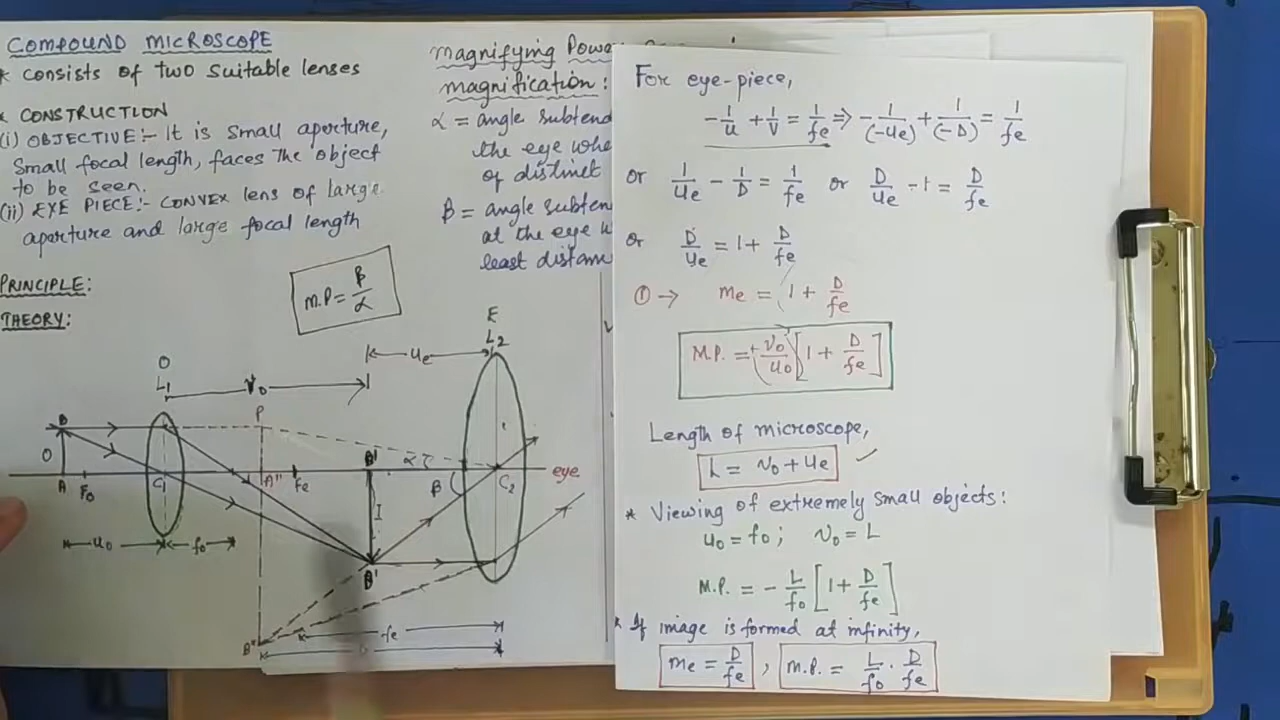 COMPOUND MICROSCOPE
* consists of two suitable lenses
* CONSTRUCTION
(i) OBJECTIVE:- It is small aperture,
small focal length, faces the object
to be seen.
(ii) EYE PIECE:- convex lens of large
aperture and large focal length
PRINCIPLE:
THEORY:
m.p = β/α
magnifying
magnification:
α = angle
the eye
of distinct
β = angle
at the eye
least
O
L1
v0
ue
E
L2
B
P
O
A
F0
C1
A"
fe
A'
α
β
C2
eye
I
u0
f0
B'
B"
fe
D
For eye-piece,
-1/u + 1/v = 1/fe ⇒ -1/(-ue) + 1/(-D) = 1/fe
or 1/ue - 1/D = 1/fe or D/ue - 1 = D/fe
or D/ue = 1 + D/fe
① → me = 1 + D/fe
M.P. = + v0/u0 [1 + D/fe]
Length of microscope,
L = v0 + ue ✓
* Viewing of extremely small objects:
u0 = f0 ; v0 = L
M.P. = - L/f0 [1 + D/fe]
* If image is formed at infinity,
me = D/fe , m.p. = L/f0 . D/fe